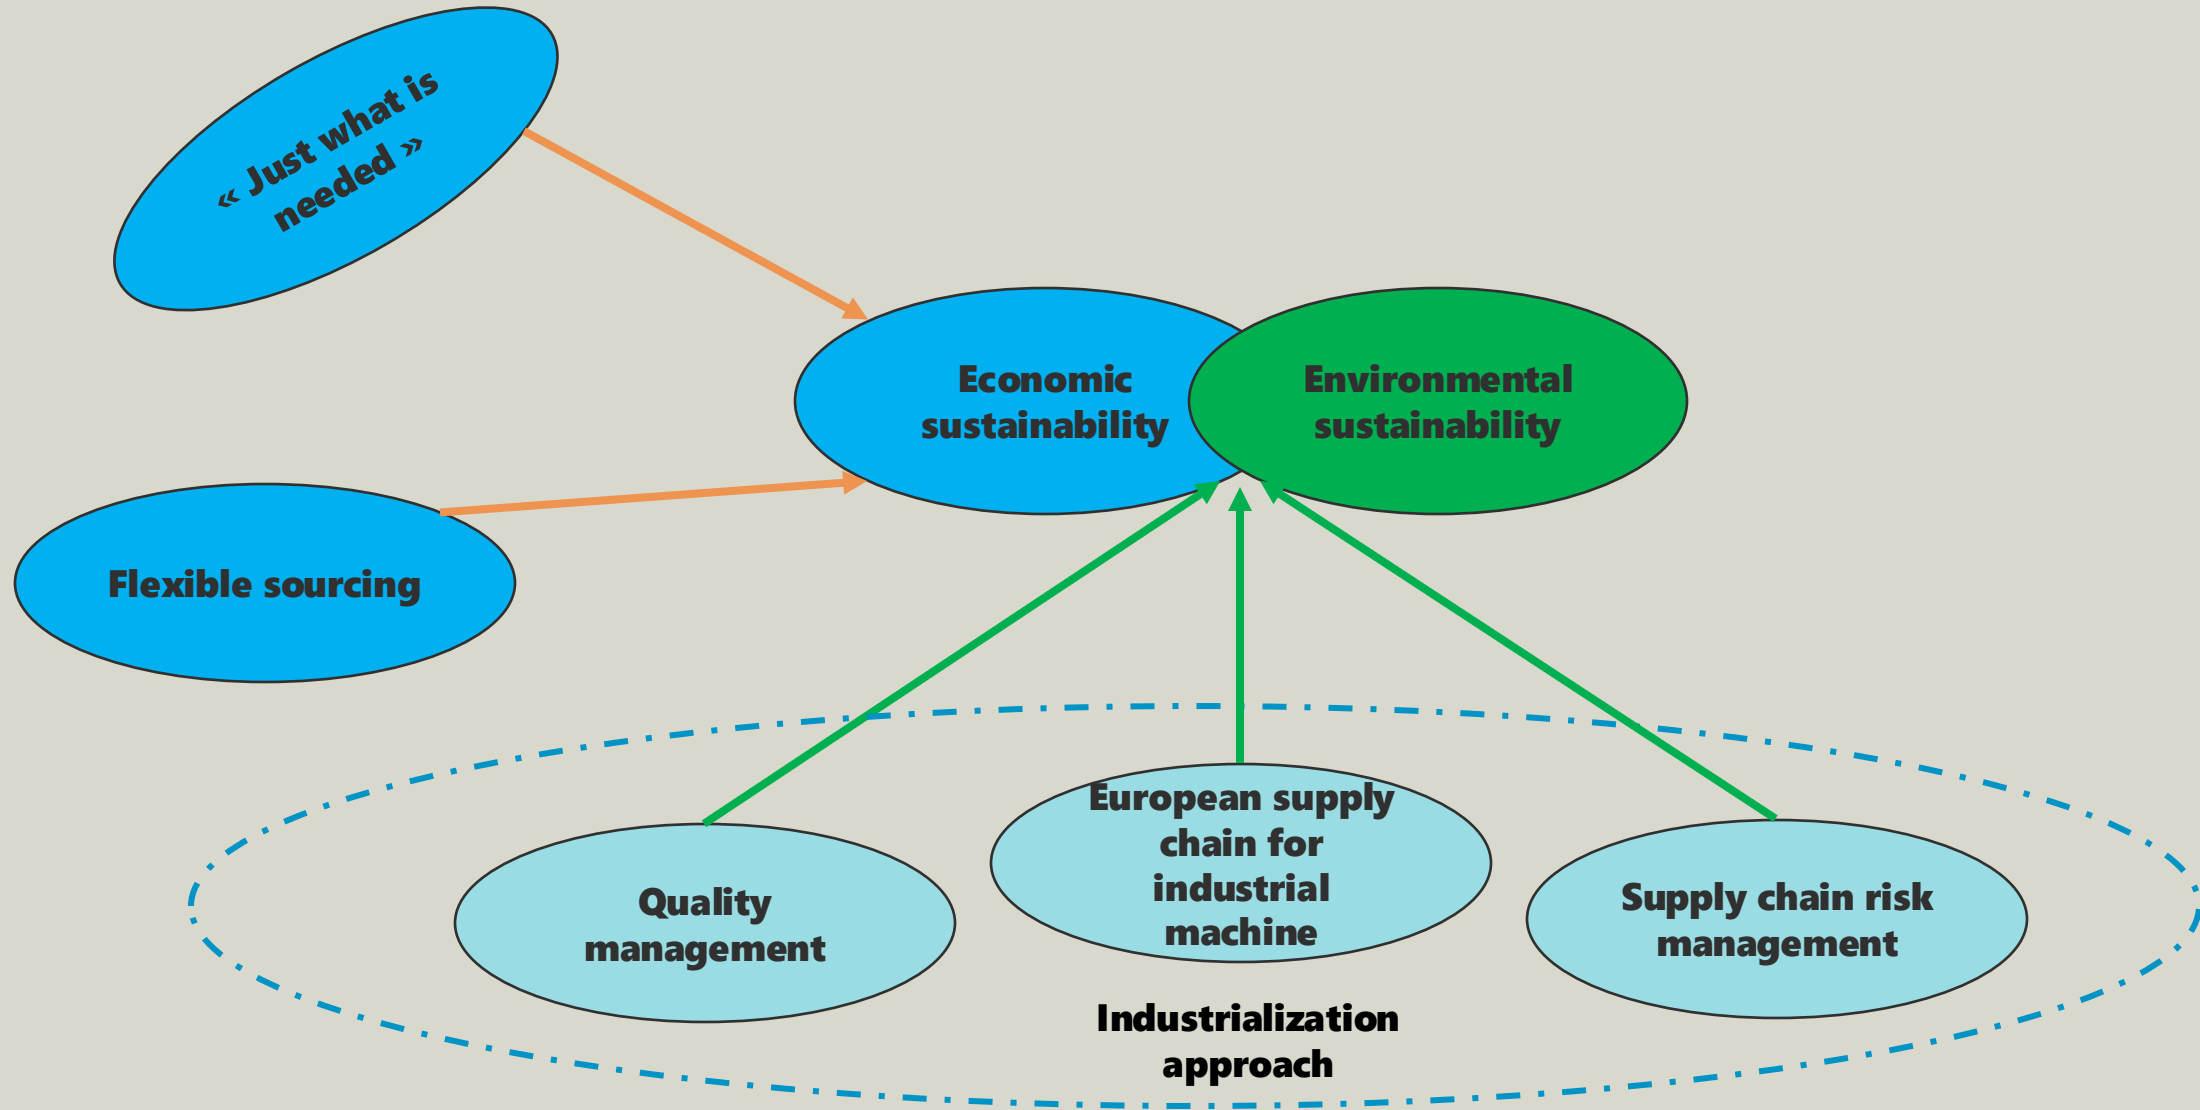 « Just what is
needed »
Economic
sustainability
Environmental
sustainability
Flexible sourcing
European supply
chain for
industrial
machine
Quality
management
Supply chain risk
management
Industrialization
approach